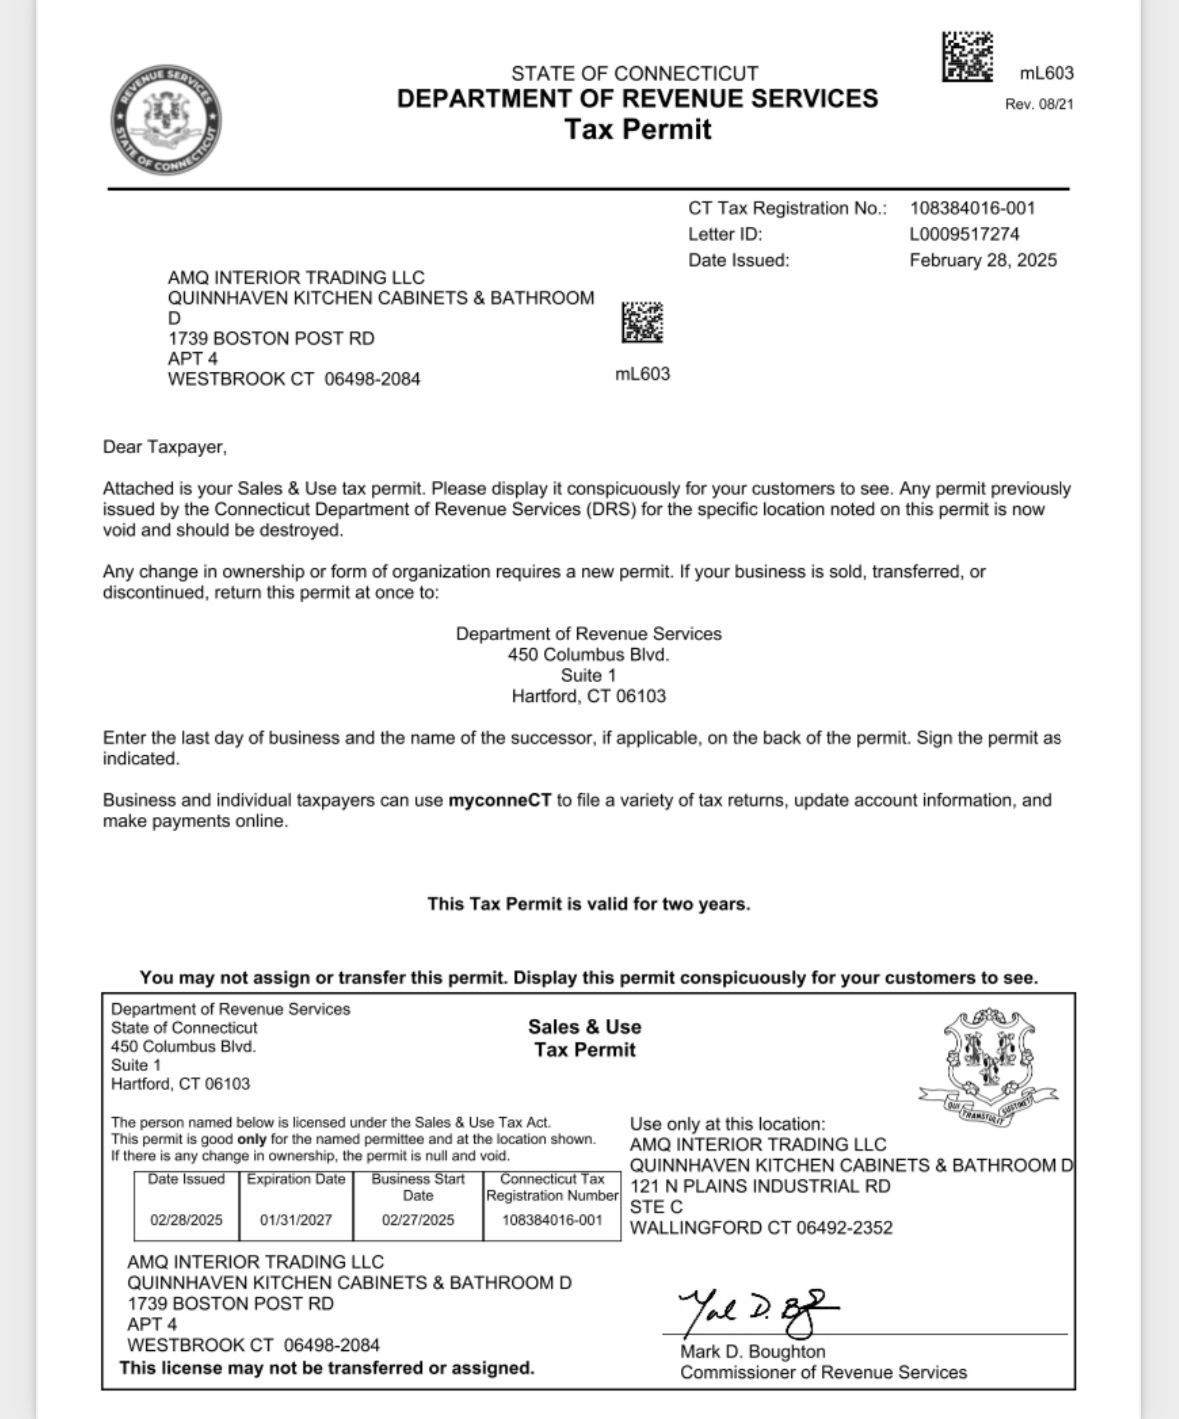 STATE OF CONNECTICUT
DEPARTMENT OF REVENUE SERVICES
Tax Permit
mL603
Rev. 08/21
REVENUE SERVICES
STATE OF CONNECTICUT
CT Tax Registration No.: 108384016-001
Letter ID: L0009517274
Date Issued: February 28, 2025
AMQ INTERIOR TRADING LLC
QUINNHAVEN KITCHEN CABINETS & BATHROOM
D
1739 BOSTON POST RD
APT 4
WESTBROOK CT 06498-2084
mL603
Dear Taxpayer,
Attached is your Sales & Use tax permit. Please display it conspicuously for your customers to see. Any permit previously
issued by the Connecticut Department of Revenue Services (DRS) for the specific location noted on this permit is now
void and should be destroyed.
Any change in ownership or form of organization requires a new permit. If your business is sold, transferred, or
discontinued, return this permit at once to:
Department of Revenue Services
450 Columbus Blvd.
Suite 1
Hartford, CT 06103
Enter the last day of business and the name of the successor, if applicable, on the back of the permit. Sign the permit as
indicated.
Business and individual taxpayers can use myconneCT to file a variety of tax returns, update account information, and
make payments online.
This Tax Permit is valid for two years.
You may not assign or transfer this permit. Display this permit conspicuously for your customers to see.
Department of Revenue Services
State of Connecticut
450 Columbus Blvd.
Suite 1
Hartford, CT 06103
Sales & Use
Tax Permit
QUI TRANSTULIT SUSTINET
The person named below is licensed under the Sales & Use Tax Act.
This permit is good only for the named permittee and at the location shown.
If there is any change in ownership, the permit is null and void.
Date Issued Expiration Date Business Start Date Connecticut Tax Registration Number
02/28/2025 01/31/2027 02/27/2025 108384016-001
Use only at this location:
AMQ INTERIOR TRADING LLC
QUINNHAVEN KITCHEN CABINETS & BATHROOM D
121 N PLAINS INDUSTRIAL RD
STE C
WALLINGFORD CT 06492-2352
AMQ INTERIOR TRADING LLC
QUINNHAVEN KITCHEN CABINETS & BATHROOM D
1739 BOSTON POST RD
APT 4
WESTBROOK CT 06498-2084
This license may not be transferred or assigned.
Mark D. Boughton
Commissioner of Revenue Services